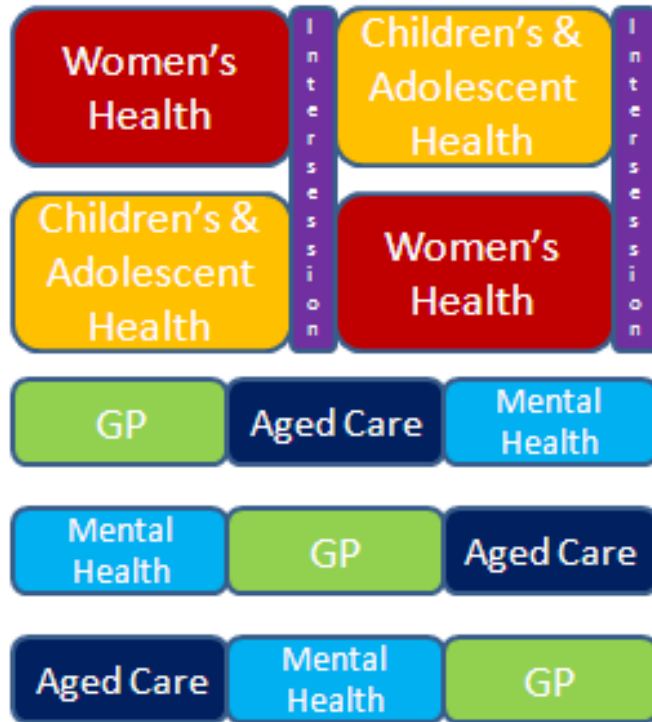 Women's
Health
Intersession
Children's &
Adolescent
Health
Intersession
Children's &
Adolescent
Health
Women's
Health
GP
Aged Care
Mental
Health
Mental
Health
GP
Aged Care
Aged Care
Mental
Health
GP